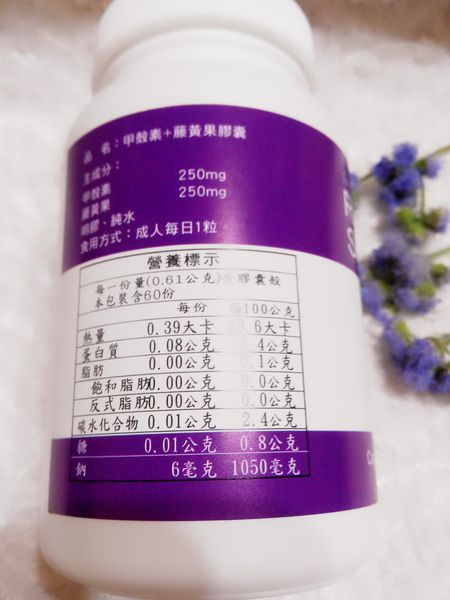 品 名：甲殼素+藤黃果膠囊
主成分：
甲殼素 250mg
藤黃果 250mg
明膠、純水
食用方式：成人每日1粒。
營養標示
每一份量(0.61公克)含膠囊殼
本包裝含60份
每份 每100公克
熱量 0.39大卡 3.6大卡
蛋白質 0.08公克 3.4公克
脂肪 0.00公克 0.1公克
飽和脂肪 0.00公克 0.0公克
反式脂肪 0.00公克 0.0公克
碳水化合物 0.01公克 2.4公克
糖 0.01公克 0.8公克
鈉 6毫克 1050毫克